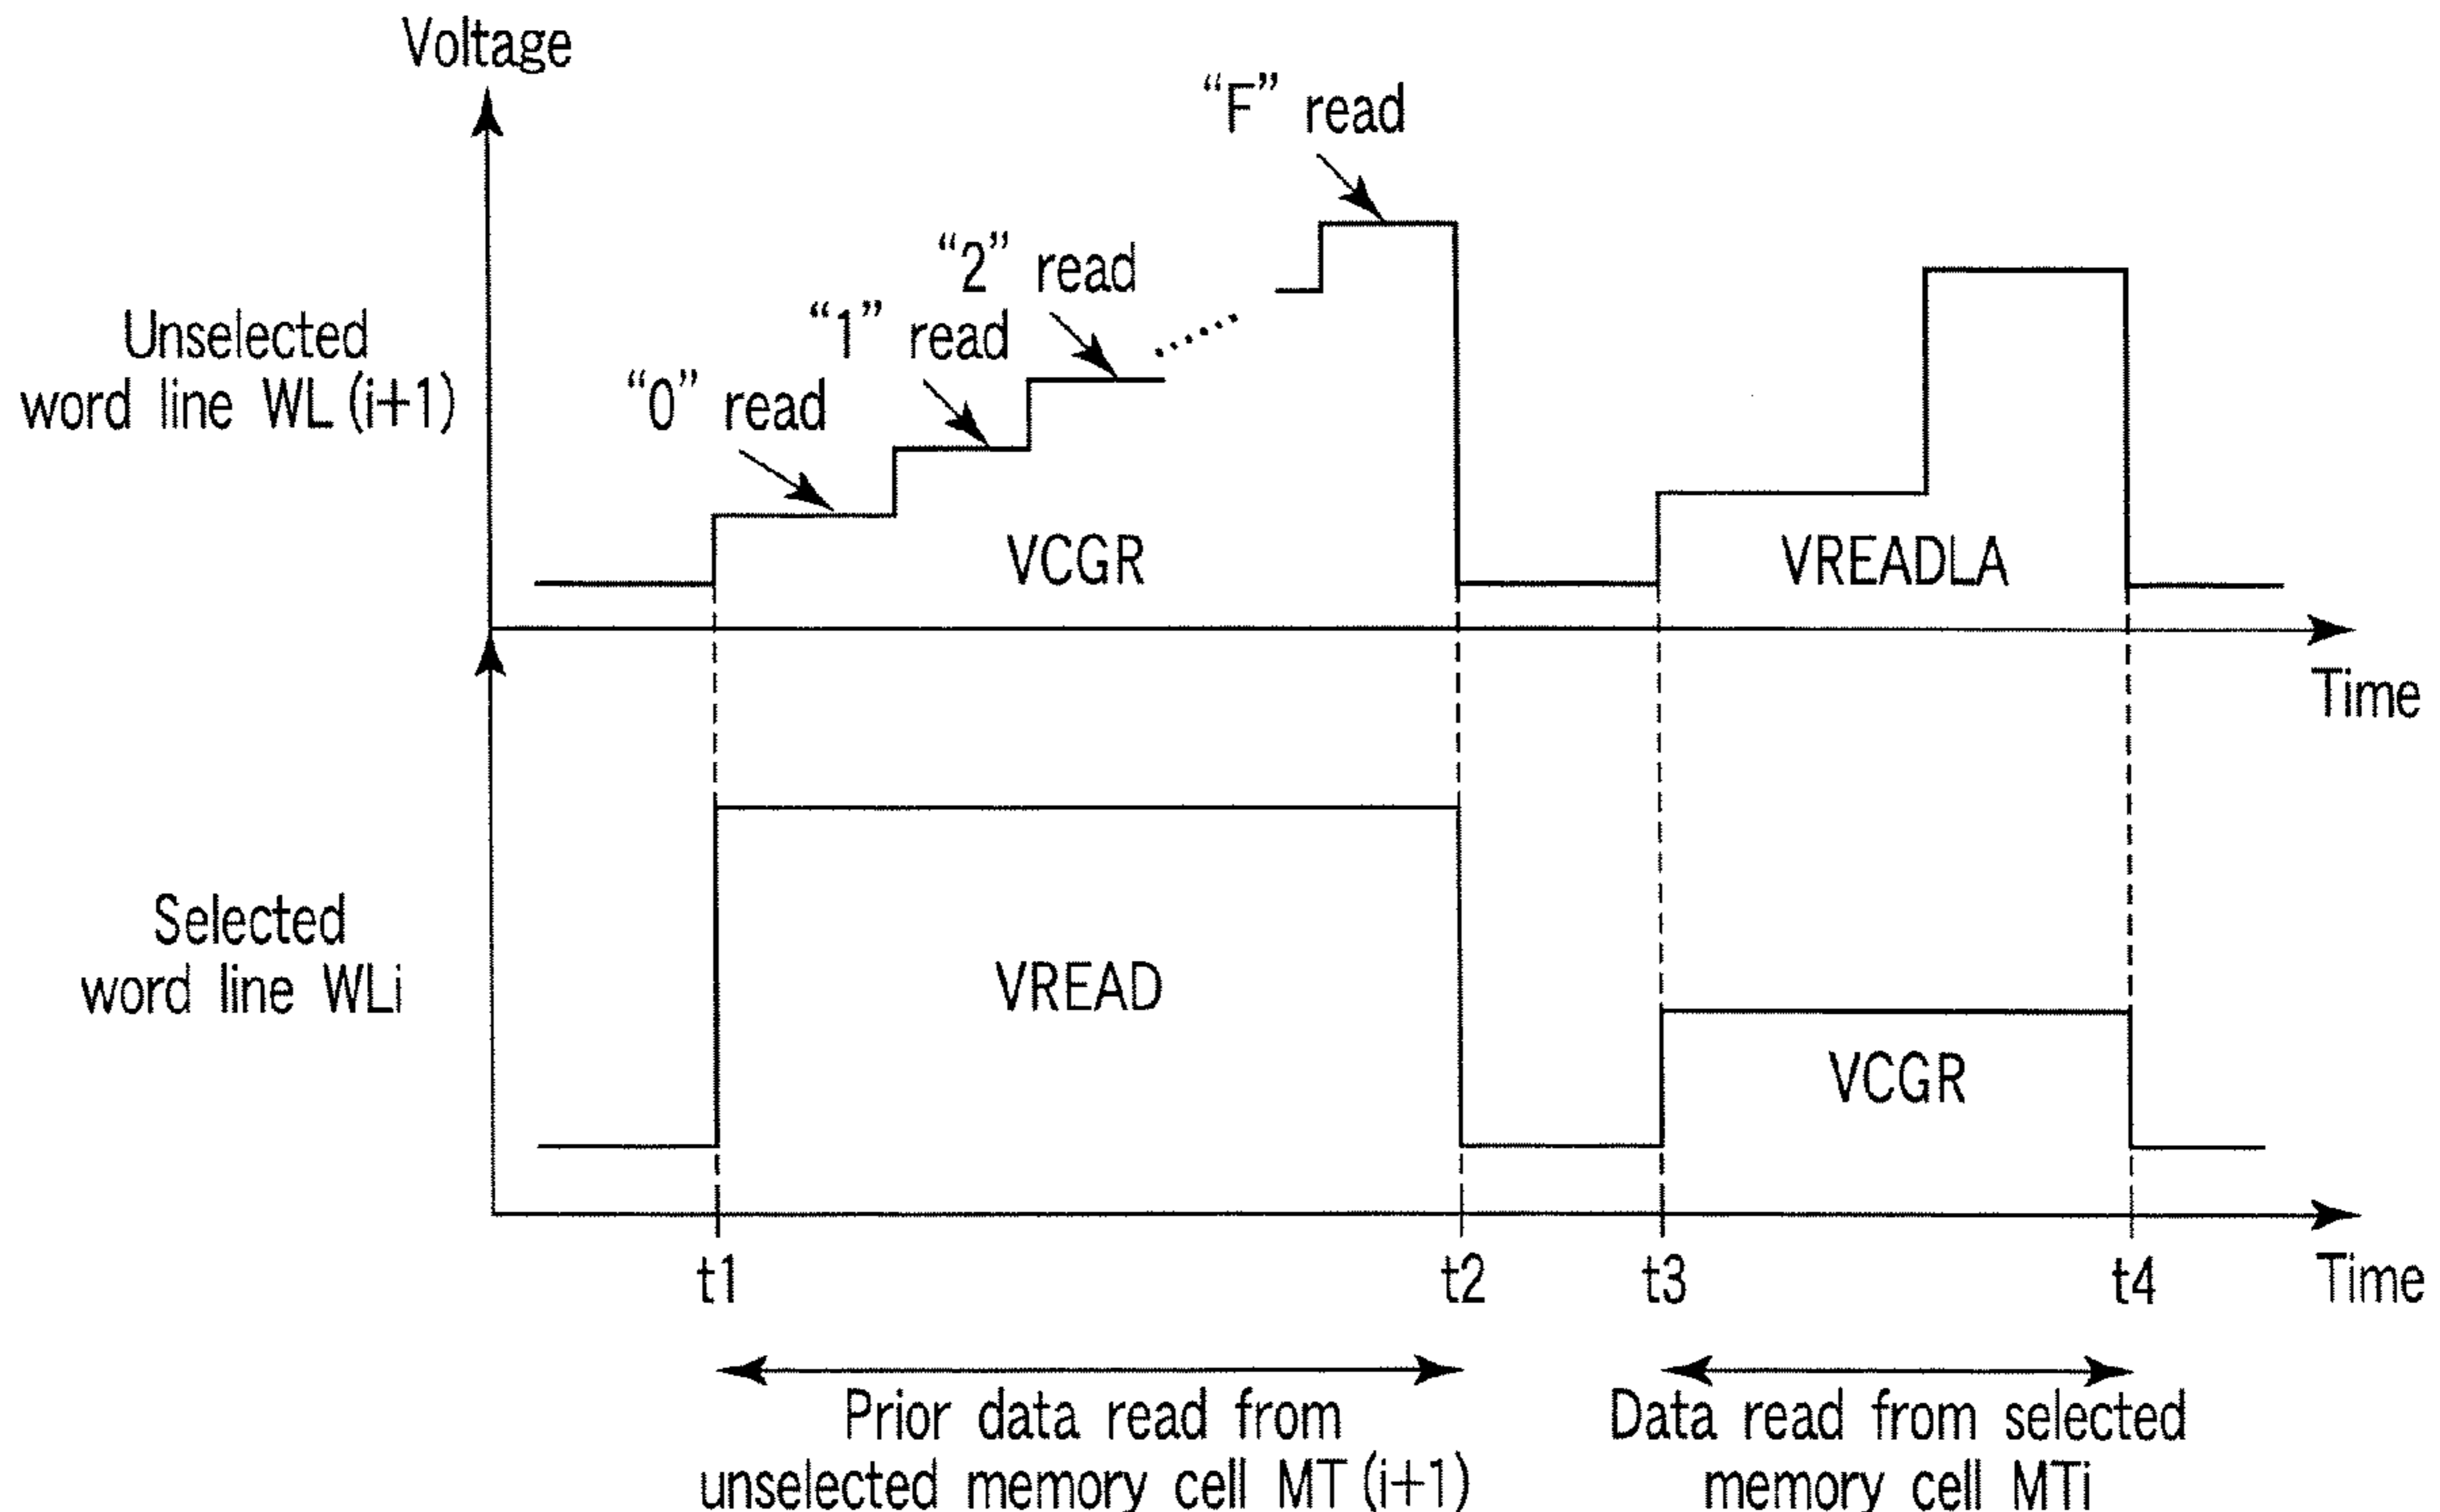 Voltage
“F” read
“2” read
“1” read
“0” read
Unselected
word line WL (i+1)
VCGR
VREADLA
Time
Selected
word line WLi
VREAD
VCGR
t1
t2
t3
t4
Time
Prior data read from
unselected memory cell MT (i+1)
Data read from selected
memory cell MTi